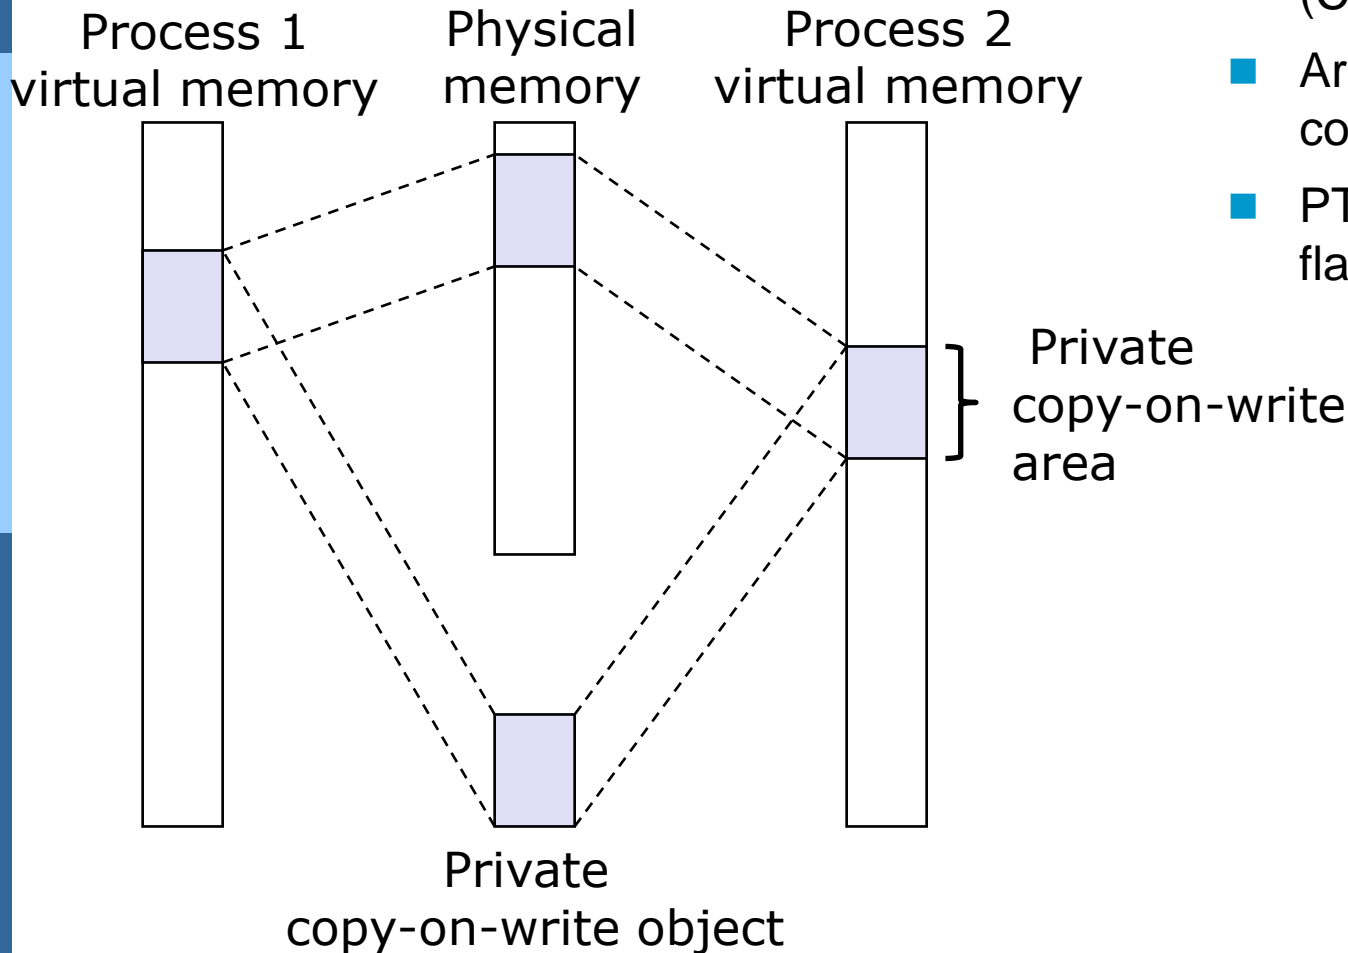 Process 1
virtual memory
Physical
memory
Process 2
virtual memory
Private
copy-on-write
area
Private
copy-on-write object